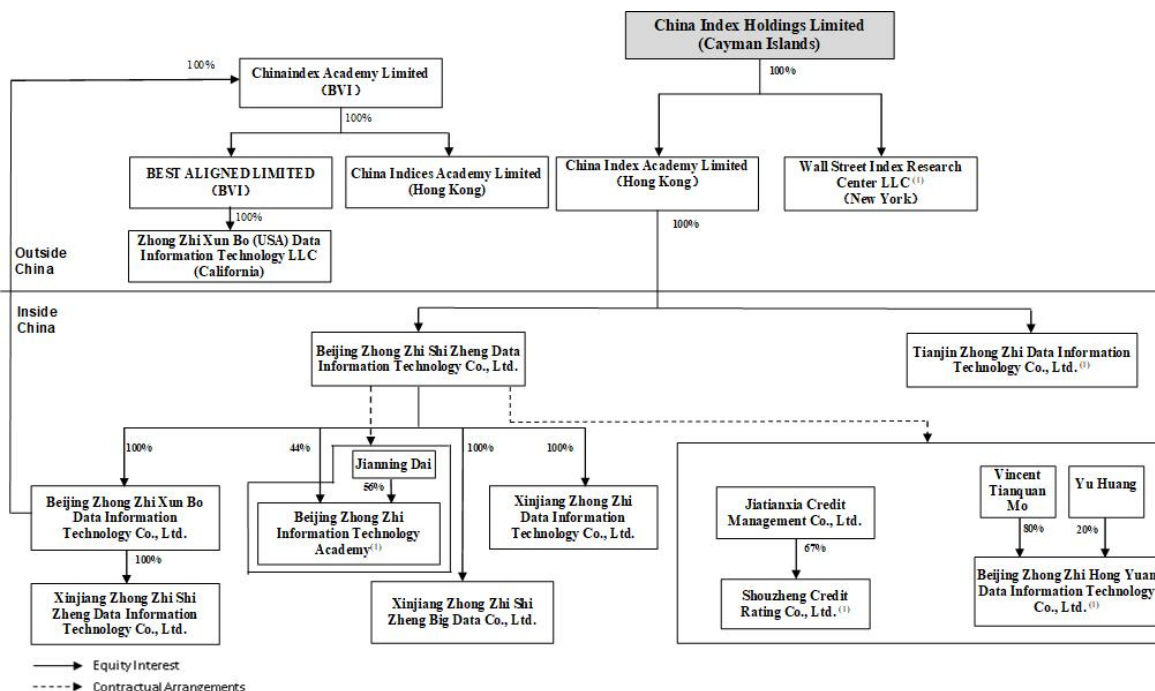 China Index Holdings Limited
(Cayman Islands)
100%
100%
Chinaindex Academy Limited
(BVI)
100%
BEST ALIGNED LIMITED
(BVI)
China Indices Academy Limited
(Hong Kong)
China Index Academy Limited
(Hong Kong)
Wall Street Index Research
Center LLC (1)
(New York)
100%
100%
Zhong Zhi Xun Bo (USA) Data
Information Technology LLC
(California)
Outside
China
Inside
China
Beijing Zhong Zhi Shi Zheng Data
Information Technology Co., Ltd.
Tianjin Zhong Zhi Data Information
Technology Co., Ltd. (1)
100%
44%
100%
100%
Jianning Dai
56%
Beijing Zhong Zhi Xun Bo
Data Information
Technology Co., Ltd.
Beijing Zhong Zhi
Information Technology
Academy(1)
Xinjiang Zhong Zhi
Data Information
Technology Co., Ltd.
Jiatianxia Credit
Management Co., Ltd.
Vincent
Tianquan
Mo
Yu Huang
80%
20%
100%
67%
Xinjiang Zhong Zhi Shi
Zheng Data Information
Technology Co., Ltd.
Xinjiang Zhong Zhi Shi
Zheng Big Data Co., Ltd.
Shouzheng Credit
Rating Co., Ltd. (1)
Beijing Zhong Zhi Hong Yuan
Data Information Technology
Co., Ltd. (1)
Equity Interest
Contractual Arrangements